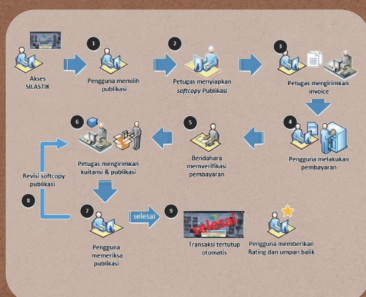 1
Akses
SILASTIK
Pengguna memilih
publikasi
2
Petugas menyiapkan
softcopy Publikasi
3
Petugas mengirimkan
invoice
4
Pengguna melakukan
pembayaran
5
Bendahara
memverifikasi
pembayaran
6
Petugas mengirimkan
kuitansi & publikasi
Revisi softcopy
publikasi
8
7
Pengguna
memeriksa
publikasi
selesai
9
selesai
Transaksi tertutup
otomatis
Pengguna memberikan
Rating dan umpan balik